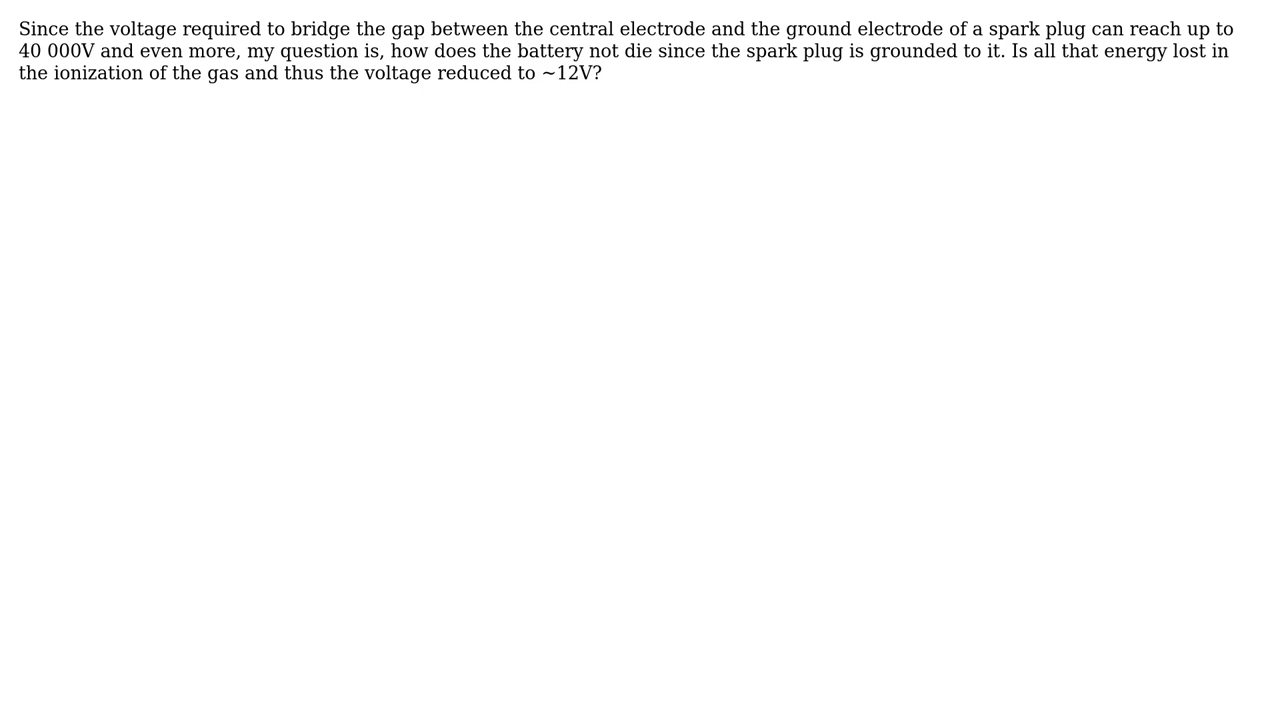 Since the voltage required to bridge the gap between the central electrode and the ground electrode of a spark plug can reach up to
40 000V and even more, my question is, how does the battery not die since the spark plug is grounded to it. Is all that energy lost in
the ionization of the gas and thus the voltage reduced to ~12V?